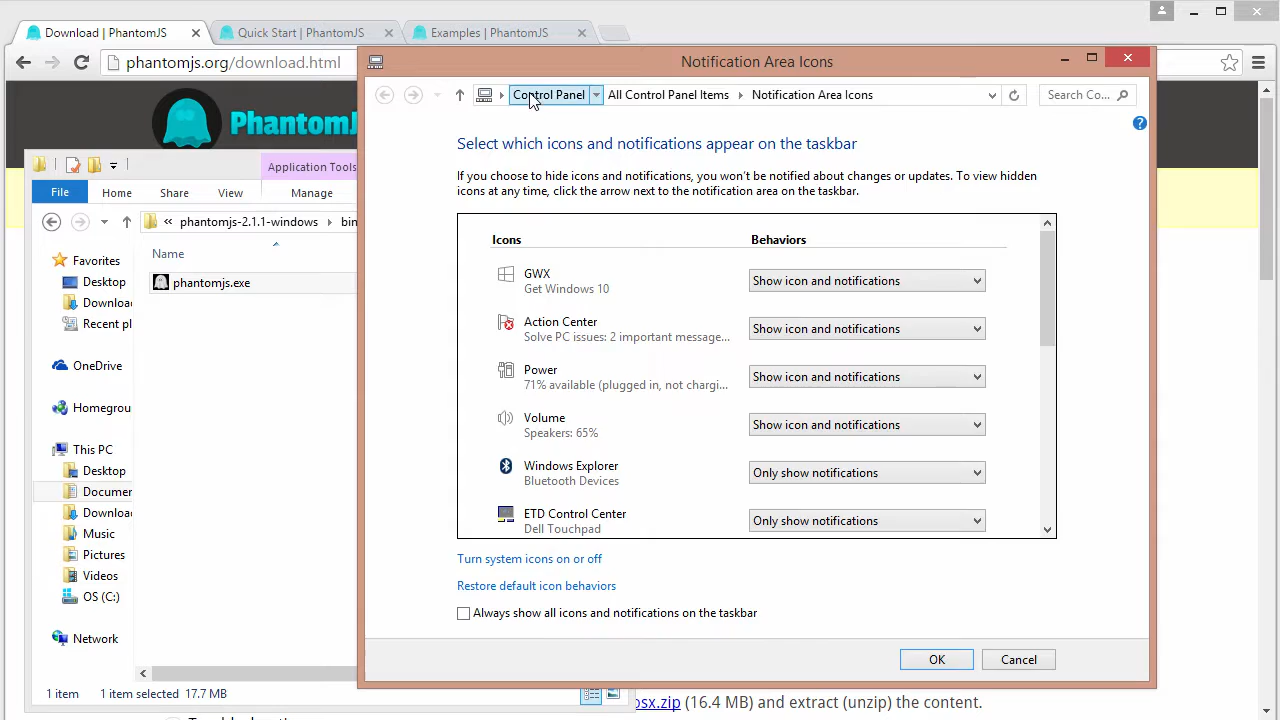 Download | PhantomJS
Quick Start | PhantomJS
Examples | PhantomJS
phantomjs.org/download.html
PhantomJ
Notification Area Icons
Control Panel
All Control Panel Items
Notification Area Icons
Search Co...
Select which icons and notifications appear on the taskbar
If you choose to hide icons and notifications, you won't be notified about changes or updates. To view hidden
icons at any time, click the arrow next to the notification area on the taskbar.
Icons
Behaviors
GWX
Get Windows 10
Show icon and notifications
Action Center
Solve PC issues: 2 important message...
Show icon and notifications
Power
71% available (plugged in, not chargi...
Show icon and notifications
Volume
Speakers: 65%
Show icon and notifications
Windows Explorer
Bluetooth Devices
Only show notifications
ETD Control Center
Dell Touchpad
Only show notifications
Turn system icons on or off
Restore default icon behaviors
Always show all icons and notifications on the taskbar
OK
Cancel
Application Tools
File
Home
Share
View
Manage
« phantomjs-2.1.1-windows
bin
Name
phantomjs.exe
Favorites
Desktop
Downloa
Recent pl
OneDrive
Homegrou
This PC
Desktop
Documen
Downloa
Music
Pictures
Videos
OS (C:)
Network
1 item
1 item selected 17.7 MB
osx.zip (16.4 MB) and extract (unzip) the content.